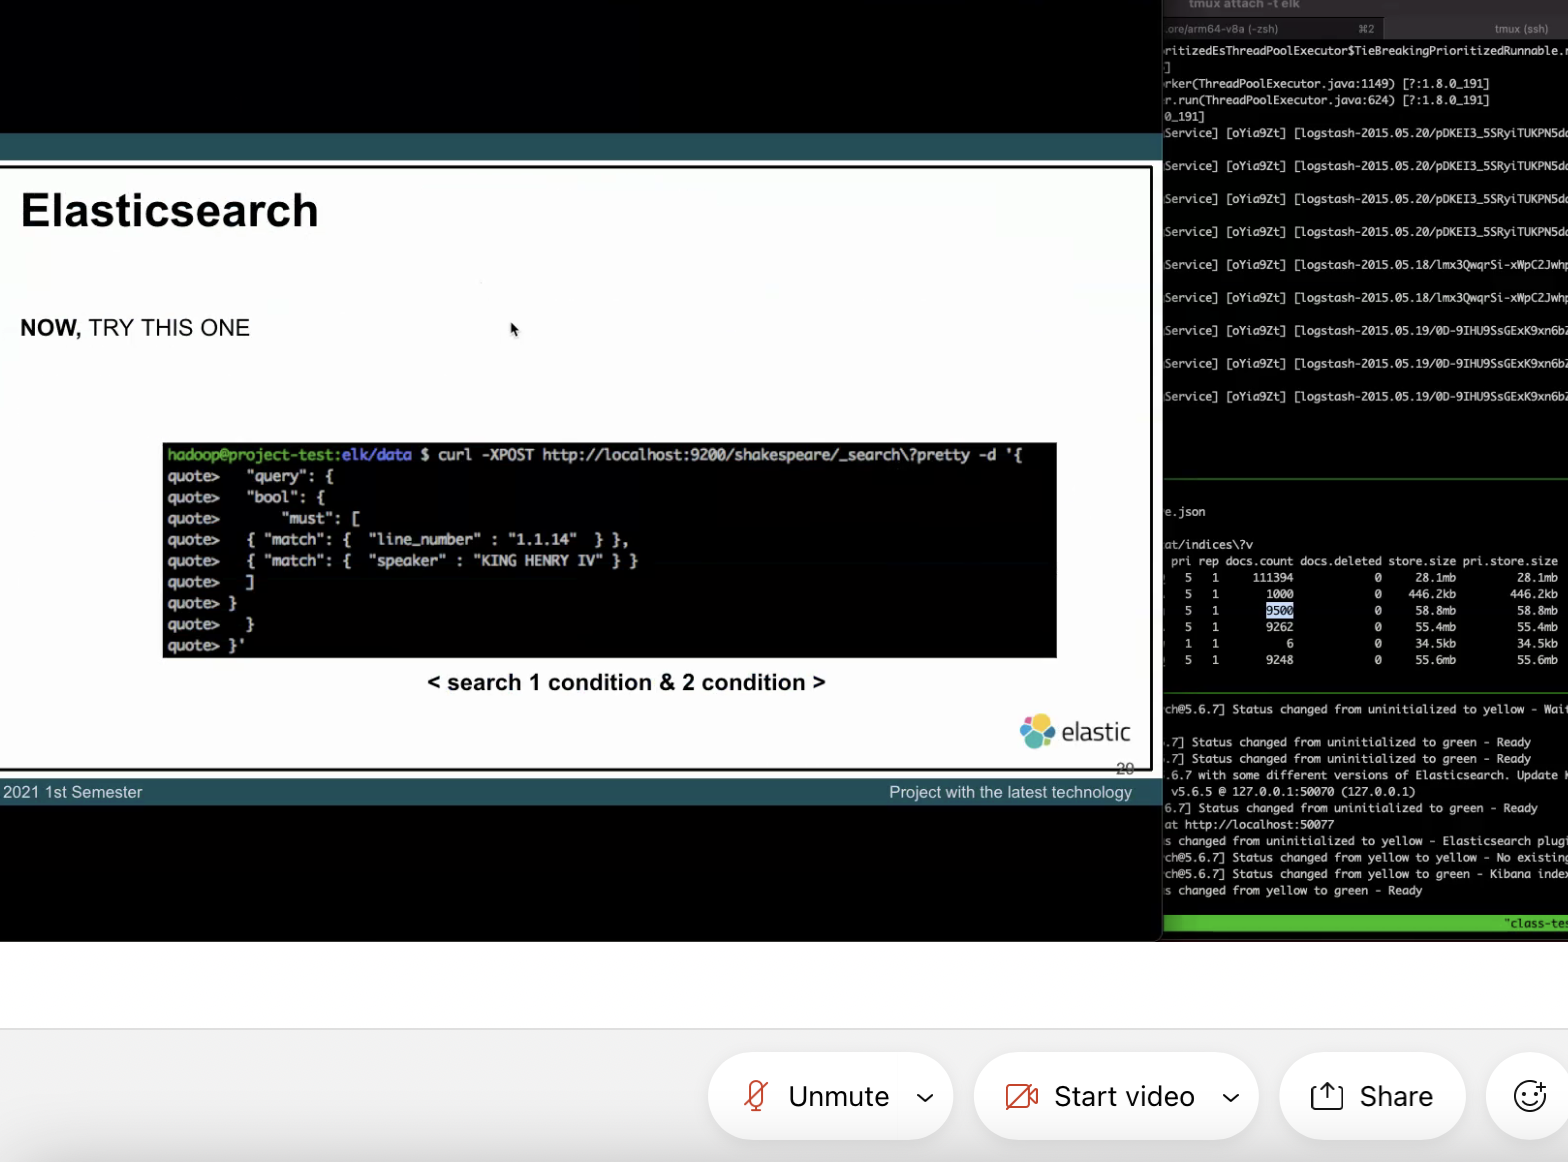 Elasticsearch
NOW, TRY THIS ONE
hadoop@project-test:elk/data $ curl -XPOST http://localhost:9200/shakespeare/_search\?pretty -d '{
quote> "query": {
quote> "bool": {
quote> "must": [
quote> { "match": { "line_number" : "1.1.14" } },
quote> { "match": { "speaker" : "KING HENRY IV" } }
quote> ]
quote> }
quote> }
quote> }'
< search 1 condition & 2 condition >
elastic
20
2021 1st Semester
Project with the latest technology
tmux attach -t elk
.ore/arm64-v8a (-zsh) ⌘2 tmux (ssh)
ritizedEsThreadPoolExecutor$TieBreakingPrioritizedRunnable.r
]
rker(ThreadPoolExecutor.java:1149) [?:1.8.0_191]
r.run(ThreadPoolExecutor.java:624) [?:1.8.0_191]
0_191]
Service] [oYia9Zt] [logstash-2015.05.20/pDKEI3_5SRyiTUKPN5dc
Service] [oYia9Zt] [logstash-2015.05.20/pDKEI3_5SRyiTUKPN5dc
Service] [oYia9Zt] [logstash-2015.05.20/pDKEI3_5SRyiTUKPN5dc
Service] [oYia9Zt] [logstash-2015.05.20/pDKEI3_5SRyiTUKPN5dc
Service] [oYia9Zt] [logstash-2015.05.18/lmx3QwqrSi-xWpC2Jwhp
Service] [oYia9Zt] [logstash-2015.05.18/lmx3QwqrSi-xWpC2Jwhp
Service] [oYia9Zt] [logstash-2015.05.19/0D-9IHU9SsGExK9xn6bZ
Service] [oYia9Zt] [logstash-2015.05.19/0D-9IHU9SsGExK9xn6bZ
Service] [oYia9Zt] [logstash-2015.05.19/0D-9IHU9SsGExK9xn6bZ
e.json
at/indices\?v
pri rep docs.count docs.deleted store.size pri.store.size
5 1 111394 0 28.1mb 28.1mb
5 1 1000 0 446.2kb 446.2kb
5 1 9500 0 58.8mb 58.8mb
5 1 9262 0 55.4mb 55.4mb
1 1 6 0 34.5kb 34.5kb
5 1 9248 0 55.6mb 55.6mb
ch@5.6.7] Status changed from uninitialized to yellow - Wait
.7] Status changed from uninitialized to green - Ready
.7] Status changed from uninitialized to green - Ready
.6.7 with some different versions of Elasticsearch. Update K
v5.6.5 @ 127.0.0.1:50070 (127.0.0.1)
6.7] Status changed from uninitialized to green - Ready
at http://localhost:50077
s changed from uninitialized to yellow - Elasticsearch plugi
ch@5.6.7] Status changed from yellow to yellow - No existing
ch@5.6.7] Status changed from yellow to green - Kibana index
s changed from yellow to green - Ready
"class-tes
Unmute
Start video
Share